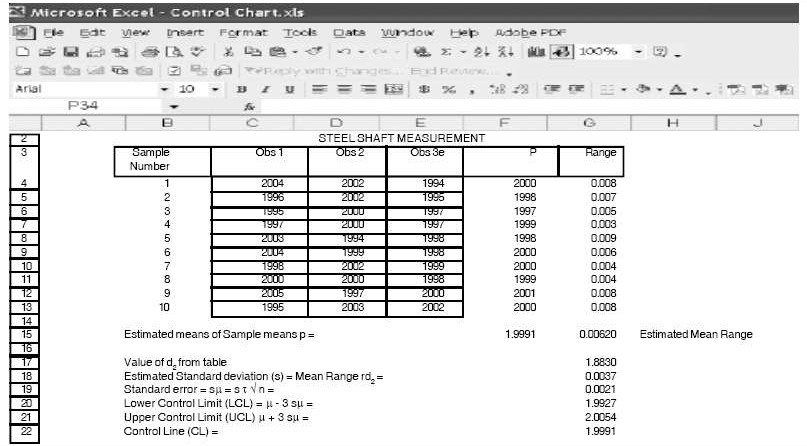 Microsoft Excel - Control Chart.xls
File Edit View Insert Format Tools Data Window Help Adobe PDF
100%
Reply with Changes... End Review...
Arial 10 B I U $ % ,
P34 fx
A B C D E F G H J
2 STEEL SHAFT MEASUREMENT
3 Sample Number Obs 1 Obs 2 Obs 3e P Range
4 1 2004 2002 1994 2000 0.008
5 2 1996 2002 1995 1998 0.007
6 3 1995 2000 1997 1997 0.005
7 4 1997 2000 1997 1999 0.003
8 5 2003 1994 1998 1998 0.009
9 6 2004 1999 1998 2000 0.006
10 7 1998 2002 1999 2000 0.004
11 8 2000 2000 1998 1999 0.004
12 9 2005 1997 2000 2001 0.008
13 10 1995 2003 2002 2000 0.008
14
15 Estimated means of Sample means p = 1.9991 0.00620 Estimated Mean Range
16
17 Value of d₂ from table 1.8830
18 Estimated Standard deviation (s) = Mean Range rd₂ = 0.0037
19 Standard error = sμ = s τ √n = 0.0021
20 Lower Control Limit (LCL) = μ - 3 sμ = 1.9927
21 Upper Control Limit (UCL) μ + 3 sμ = 2.0054
22 Control Line (CL) = 1.9991